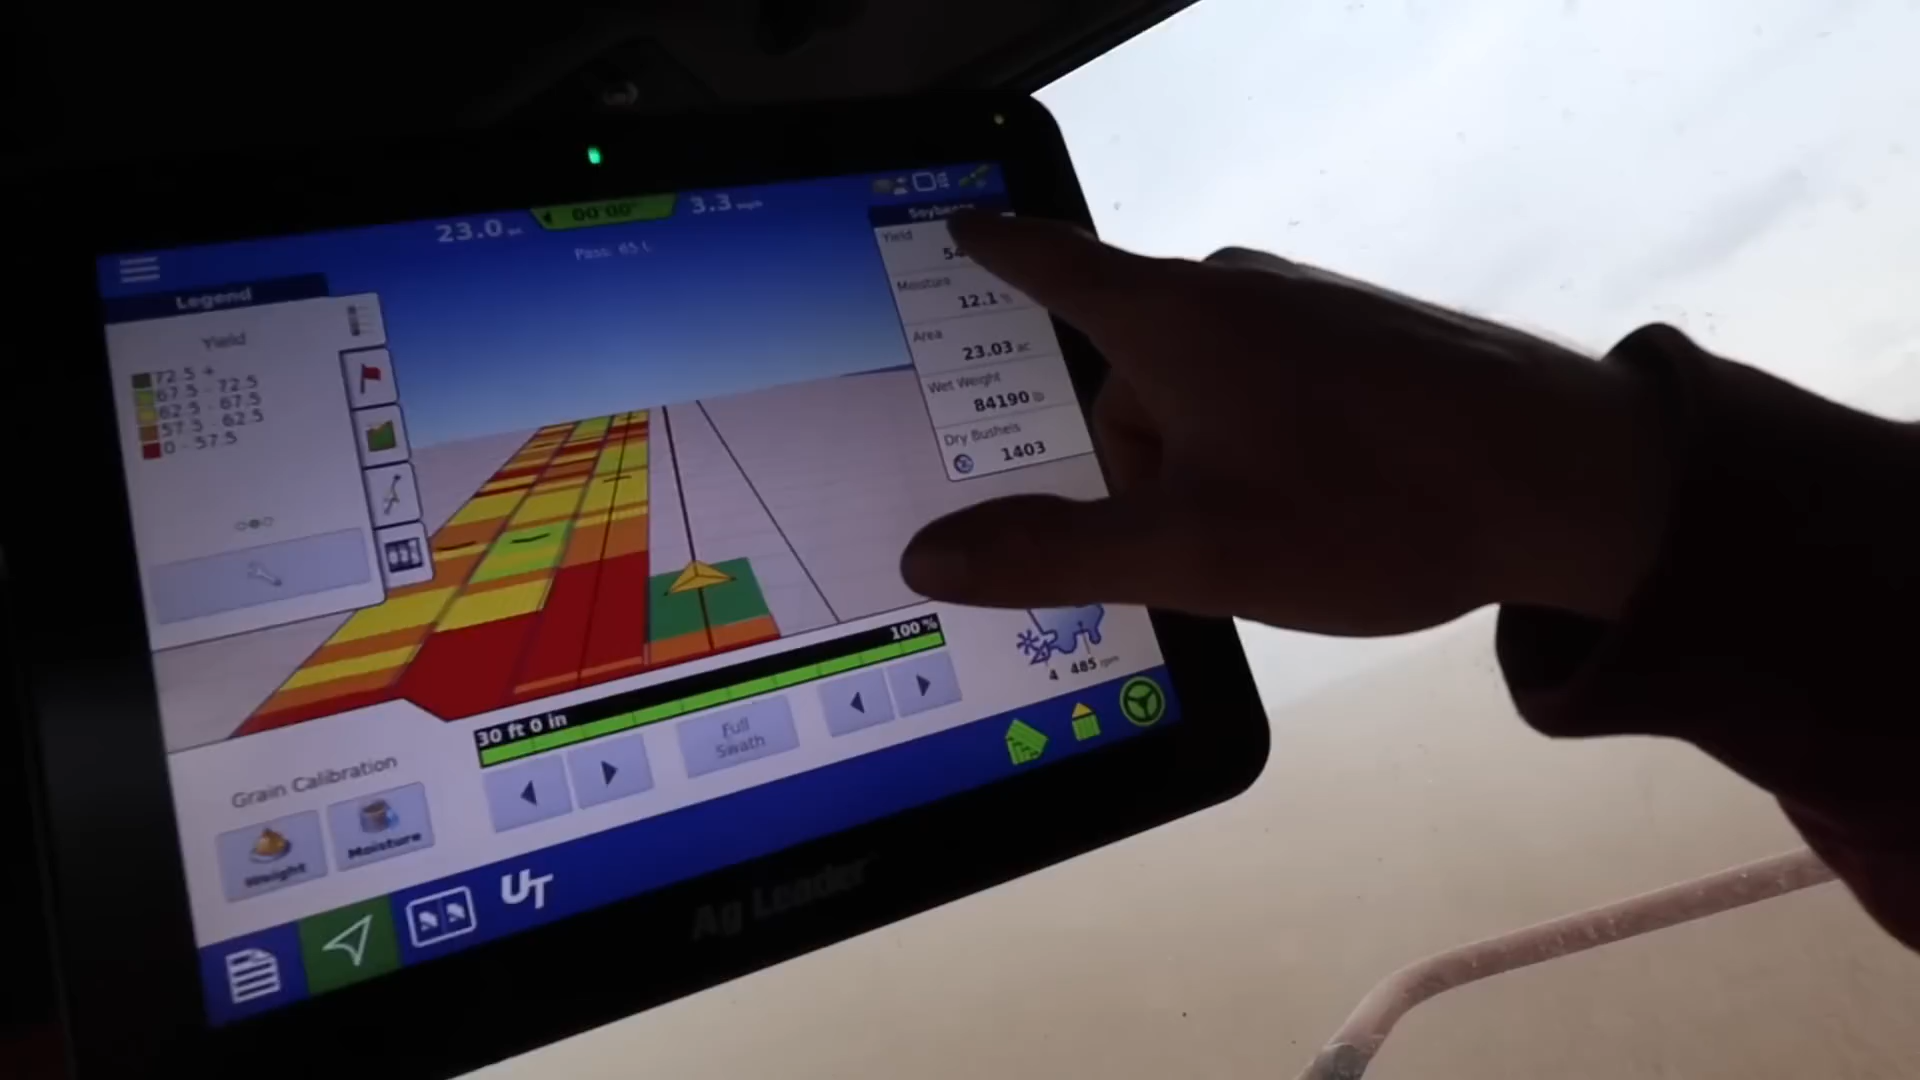 23.0
00'00"
3.3 mph
Pass: 65 L
Legend
Yield
72.5 +
67.5 - 72.5
62.5 - 67.5
57.5 - 62.5
0 - 57.5
Soybeans
Yield
Moisture
12.1 %
Area
23.03 ac
Wet Weight
84190 lb
Dry Bushels
1403
100 %
30 ft 0 in
Full
Swath
4 485 rpm
Grain Calibration
Weight
Moisture
UT
Ag Leader